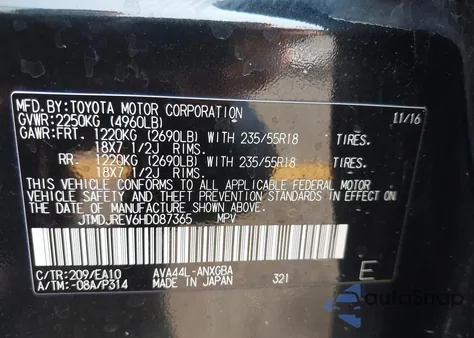 MFD.BY:TOYOTA MOTOR CORPORATION 11/16
GVWR:2250KG (4960LB)
GAWR:FRT. 1220KG (2690LB) WITH 235/55R18 TIRES.
18X7 1/2J RIMS.
RR. 1220KG (2690LB) WITH 235/55R18 TIRES.
18X7 1/2J RIMS.
THIS VEHICLE CONFORMS TO ALL APPLICABLE FEDERAL MOTOR
VEHICLE SAFETY AND THEFT PREVENTION STANDARDS IN EFFECT
ON THE DATE OF MANUFACTURE SHOWN ABOVE.
JTMDJREV6HD087365 MPV
C/TR:209/EA10 AVA44L-ANXGBA
A/TM:-08A/P314 MADE IN JAPAN 321 E
autoSnap